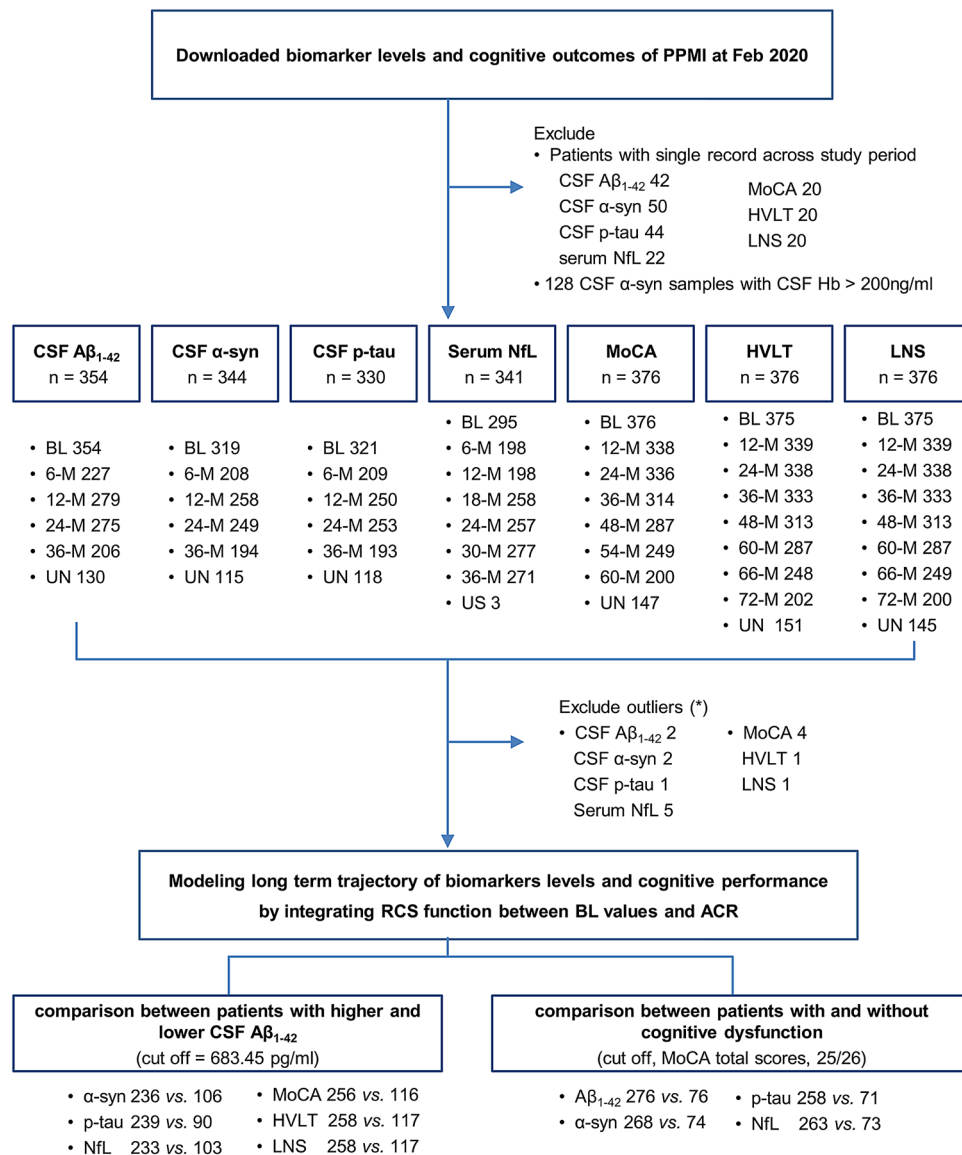 Downloaded biomarker levels and cognitive outcomes of PPMI at Feb 2020
Exclude
• Patients with single record across study period
CSF Aβ1-42 42
CSF α-syn 50
CSF p-tau 44
serum NfL 22
MoCA 20
HVLT 20
LNS 20
• 128 CSF α-syn samples with CSF Hb > 200ng/ml
CSF Aβ1-42
n = 354
• BL 354
• 6-M 227
• 12-M 279
• 24-M 275
• 36-M 206
• UN 130
CSF α-syn
n = 344
• BL 319
• 6-M 208
• 12-M 258
• 24-M 249
• 36-M 194
• UN 115
CSF p-tau
n = 330
• BL 321
• 6-M 209
• 12-M 250
• 24-M 253
• 36-M 193
• UN 118
Serum NfL
n = 341
• BL 295
• 6-M 198
• 12-M 198
• 18-M 258
• 24-M 257
• 30-M 277
• 36-M 271
• US 3
MoCA
n = 376
• BL 376
• 12-M 338
• 24-M 336
• 36-M 314
• 48-M 287
• 54-M 249
• 60-M 200
• UN 147
HVLT
n = 376
• BL 375
• 12-M 339
• 24-M 338
• 36-M 333
• 48-M 313
• 60-M 287
• 66-M 248
• 72-M 202
• UN 151
LNS
n = 376
• BL 375
• 12-M 339
• 24-M 338
• 36-M 333
• 48-M 313
• 60-M 287
• 66-M 249
• 72-M 200
• UN 145
Exclude outliers (*)
• CSF Aβ1-42 2
CSF α-syn 2
CSF p-tau 1
Serum NfL 5
• MoCA 4
HVLT 1
LNS 1
Modeling long term trajectory of biomarkers levels and cognitive performance
by integrating RCS function between BL values and ACR
comparison between patients with higher and
lower CSF Aβ1-42
(cut off = 683.45 pg/ml)
• α-syn 236 vs. 106
• p-tau 239 vs. 90
• NfL 233 vs. 103
• MoCA 256 vs. 116
• HVLT 258 vs. 117
• LNS 258 vs. 117
comparison between patients with and without
cognitive dysfunction
(cut off, MoCA total scores, 25/26)
• Aβ1-42 276 vs. 76
• α-syn 268 vs. 74
• p-tau 258 vs. 71
• NfL 263 vs. 73